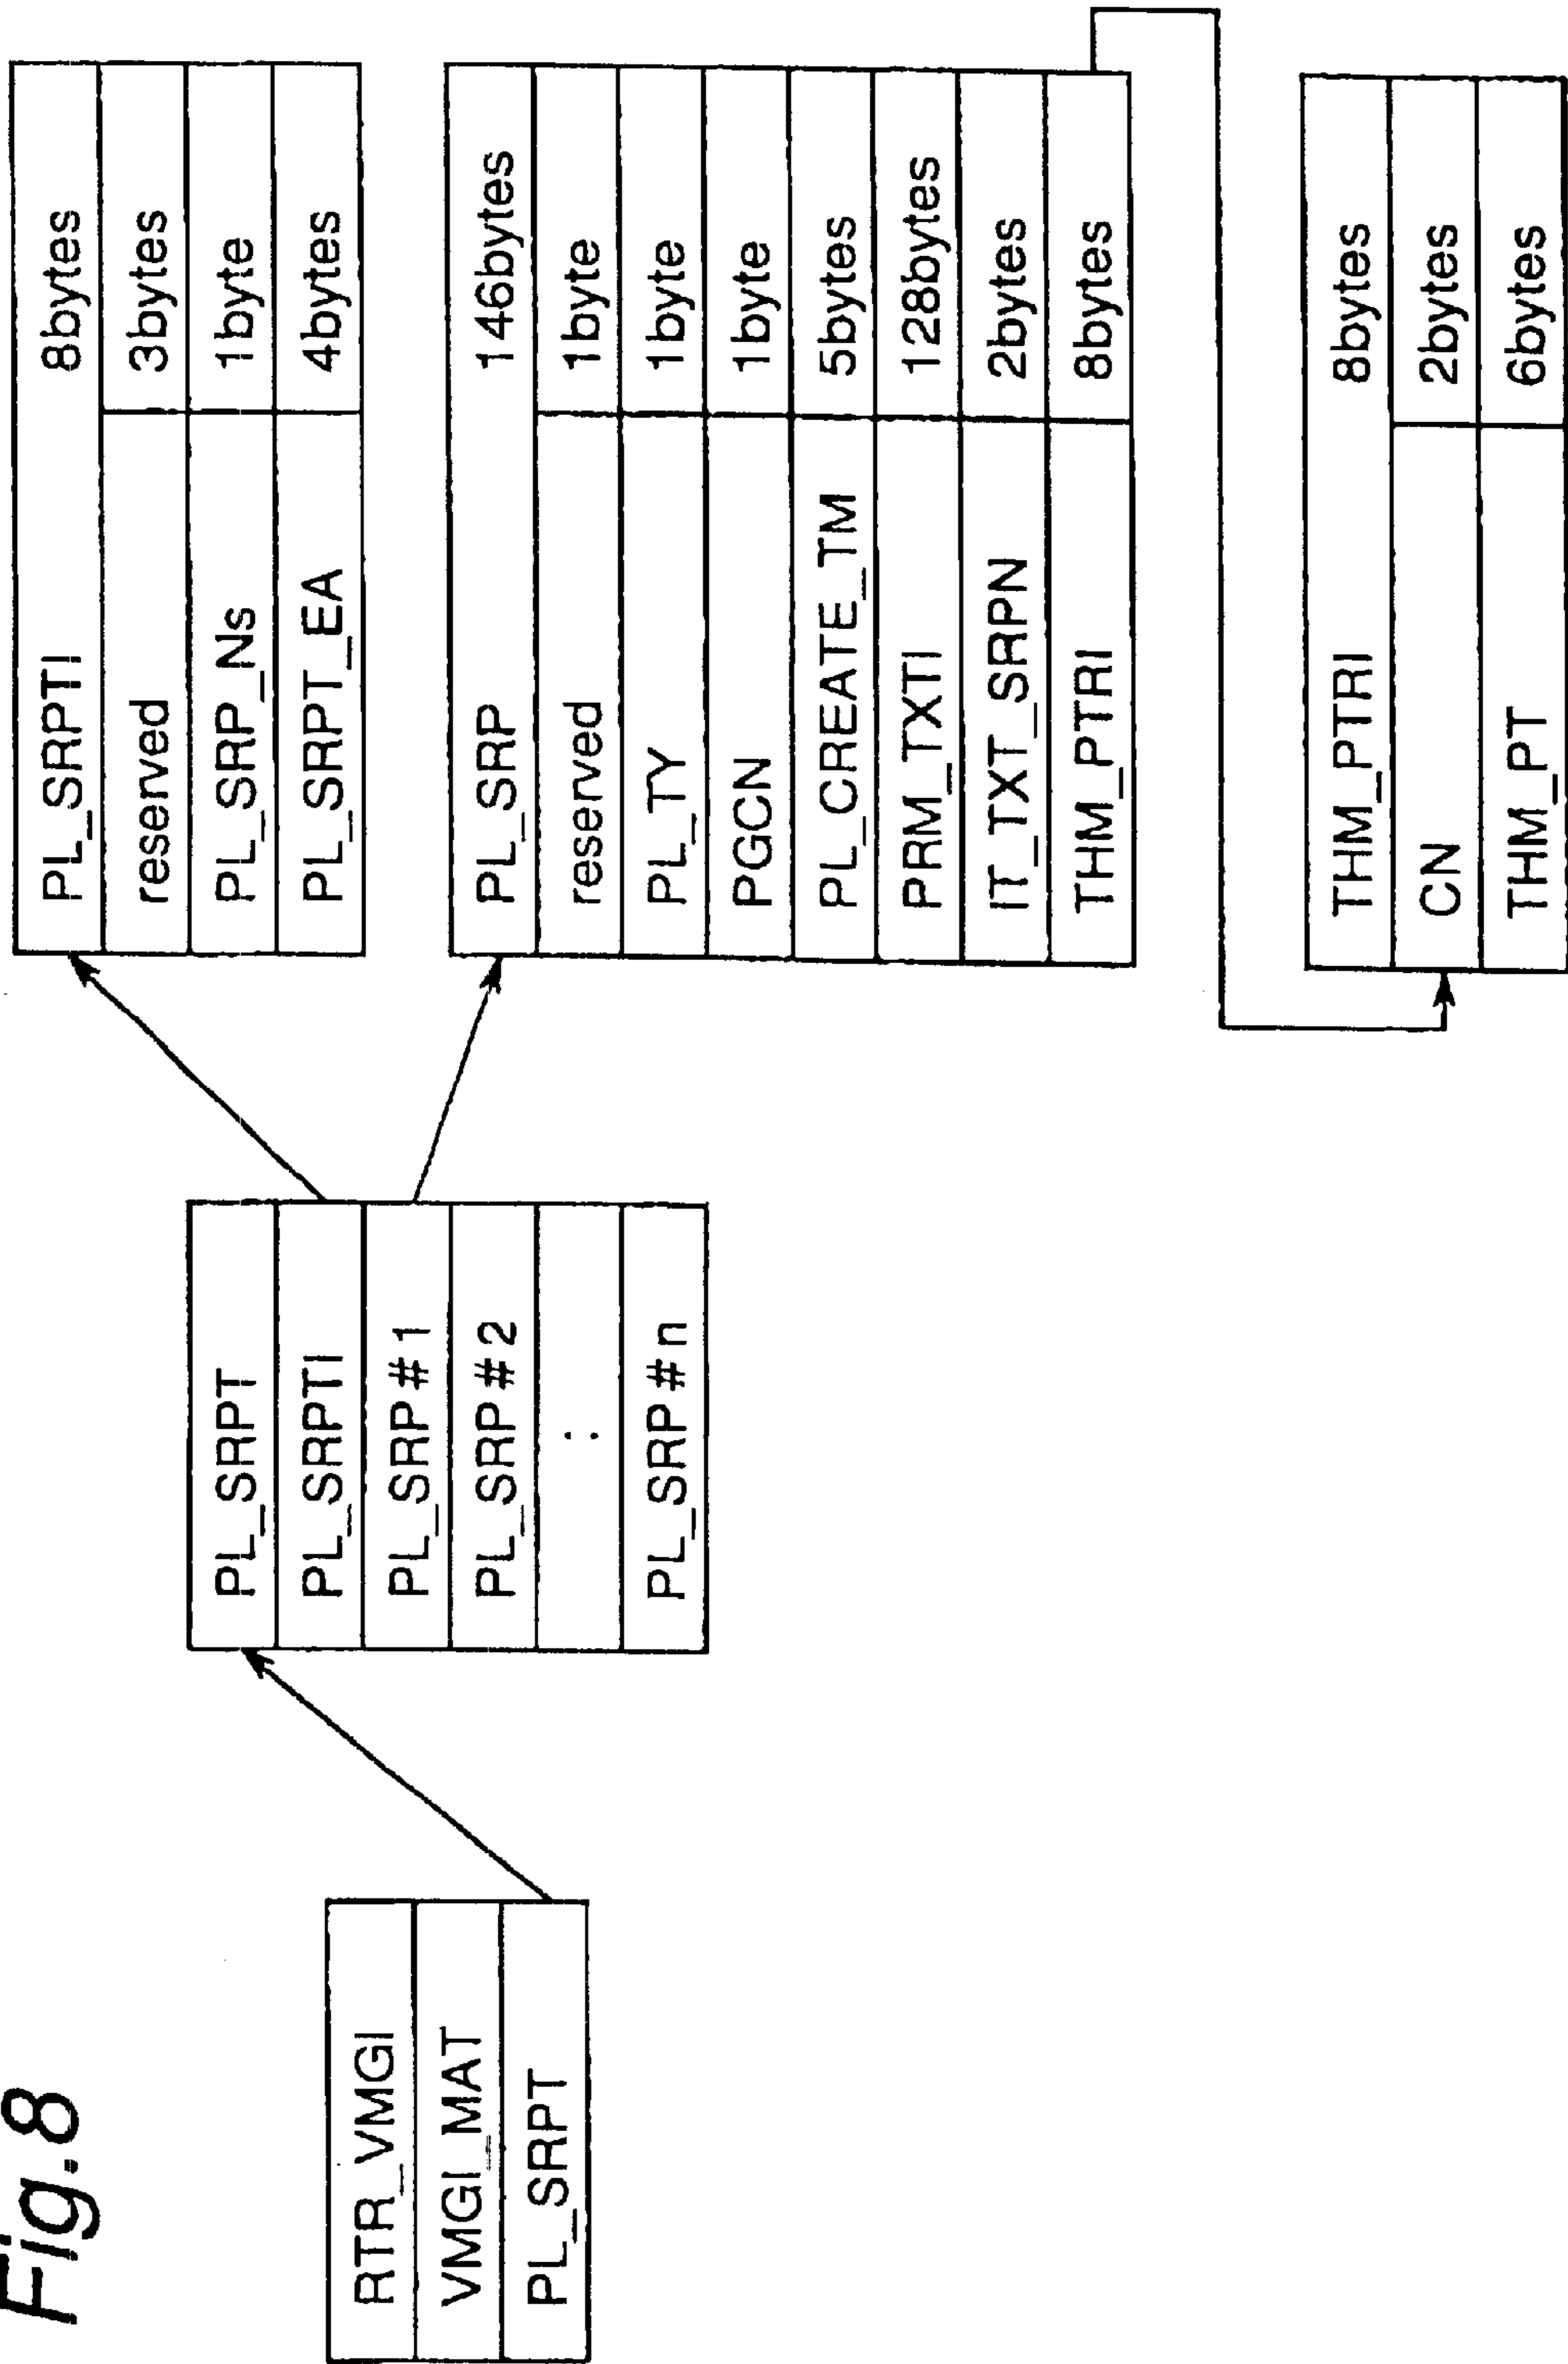 Fig.8
RTR_VMGI
VMGI_MAT
PL_SRPT
PL_SRPT
PL_SRPTI
PL_SRP#1
PL_SRP#2
:
PL_SRP#n
PL_SRPTI 8bytes
reserved 3bytes
PL_SRP_Ns 1byte
PL_SRPT_EA 4bytes
PL_SRP 146bytes
reserved 1byte
PL_TY 1byte
PGCN 1byte
PL_CREATE_TM 5bytes
PRM_TXTI 128bytes
IT_TXT_SRPN 2bytes
THM_PTRI 8bytes
THM_PTRI 8bytes
CN 2bytes
THM_PT 6bytes